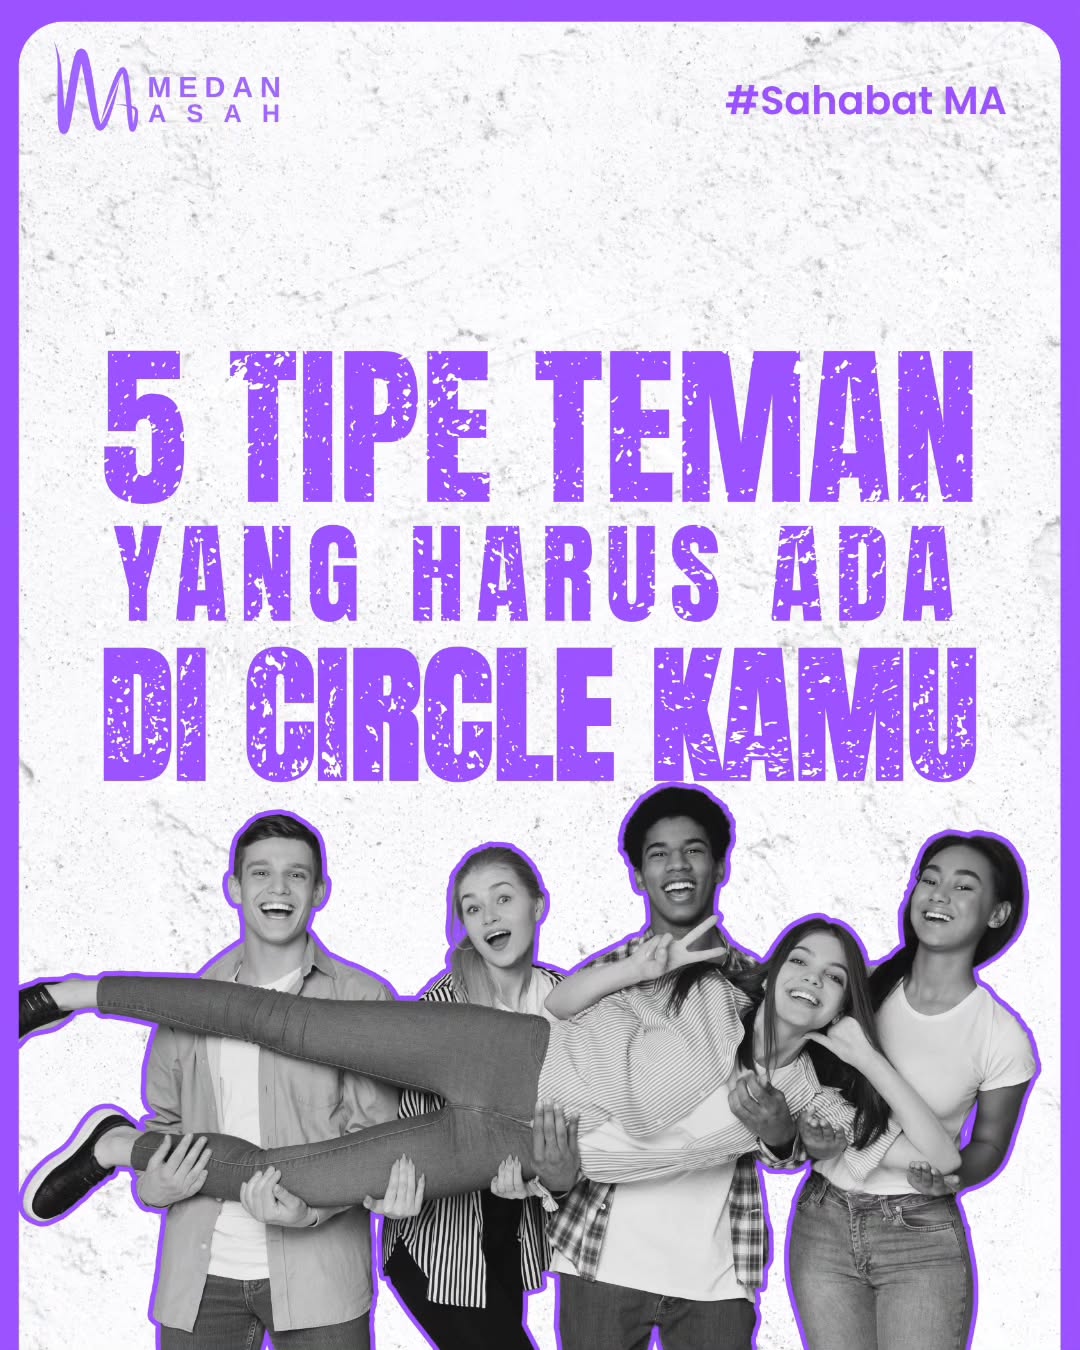 MEDAN
ASAH
#Sahabat MA
5 TIPE TEMAN
YANG HARUS ADA
DI CIRCLE KAMU